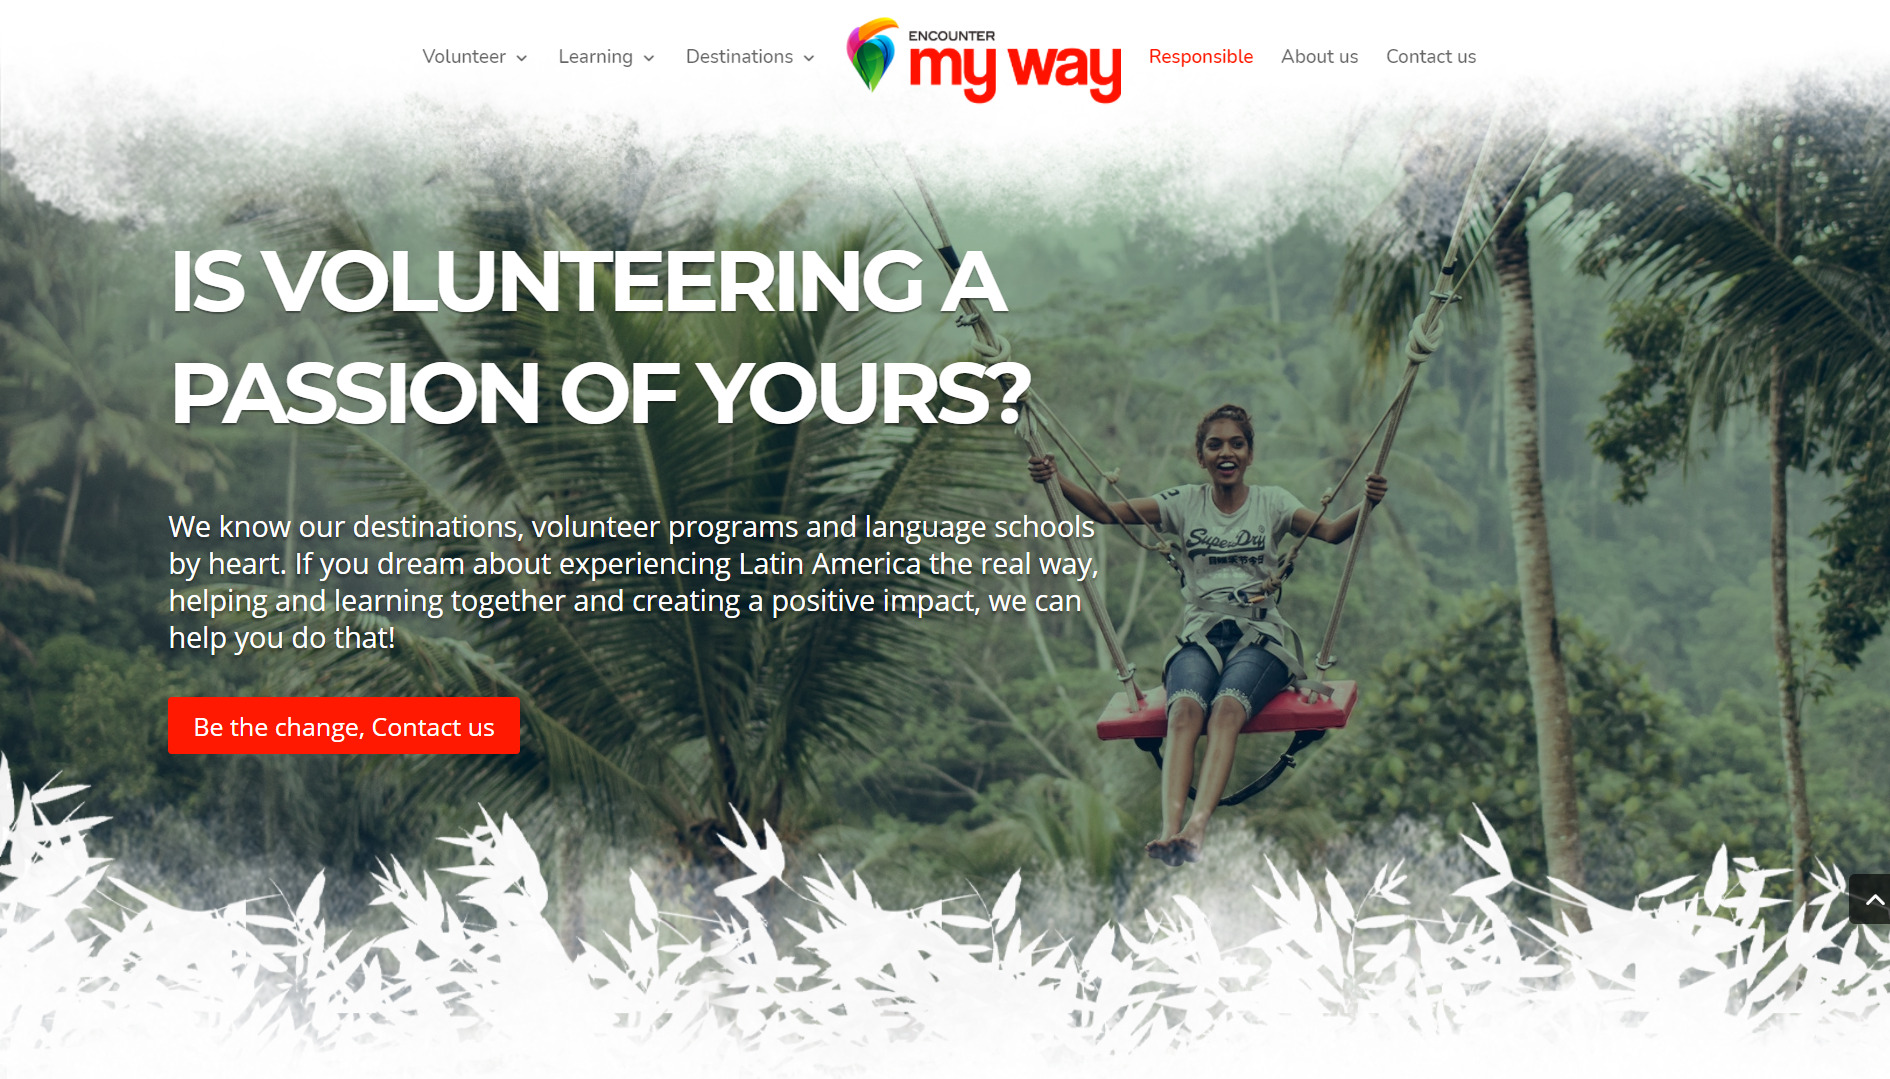 Volunteer
Learning
Destinations
ENCOUNTER
my way
Responsible
About us
Contact us
IS VOLUNTEERING A
PASSION OF YOURS?
We know our destinations, volunteer programs and language schools
by heart. If you dream about experiencing Latin America the real way,
helping and learning together and creating a positive impact, we can
help you do that!
SuperDry
Be the change, Contact us